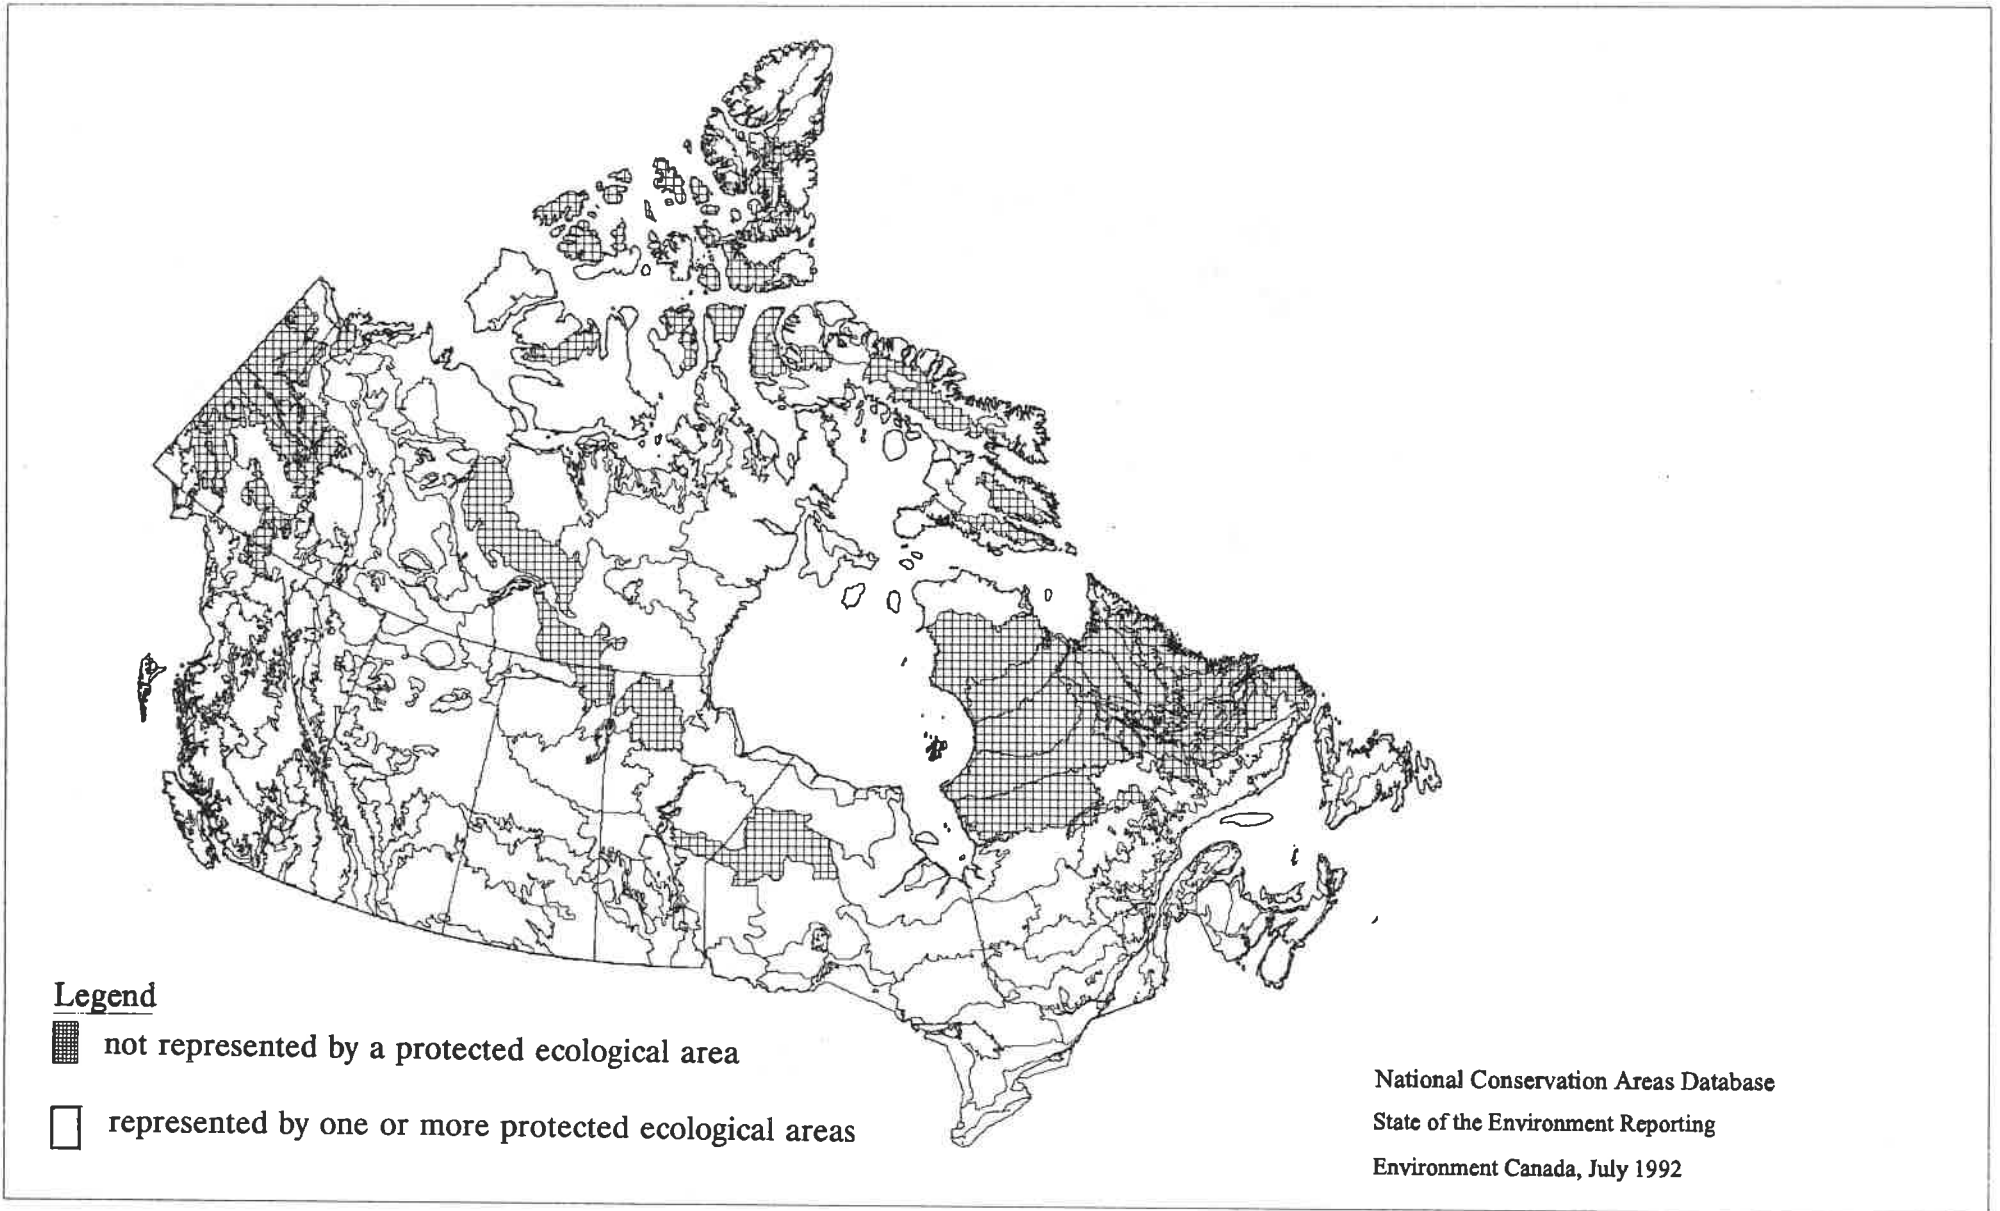 Legend
not represented by a protected ecological area
represented by one or more protected ecological areas
National Conservation Areas Database
State of the Environment Reporting
Environment Canada, July 1992